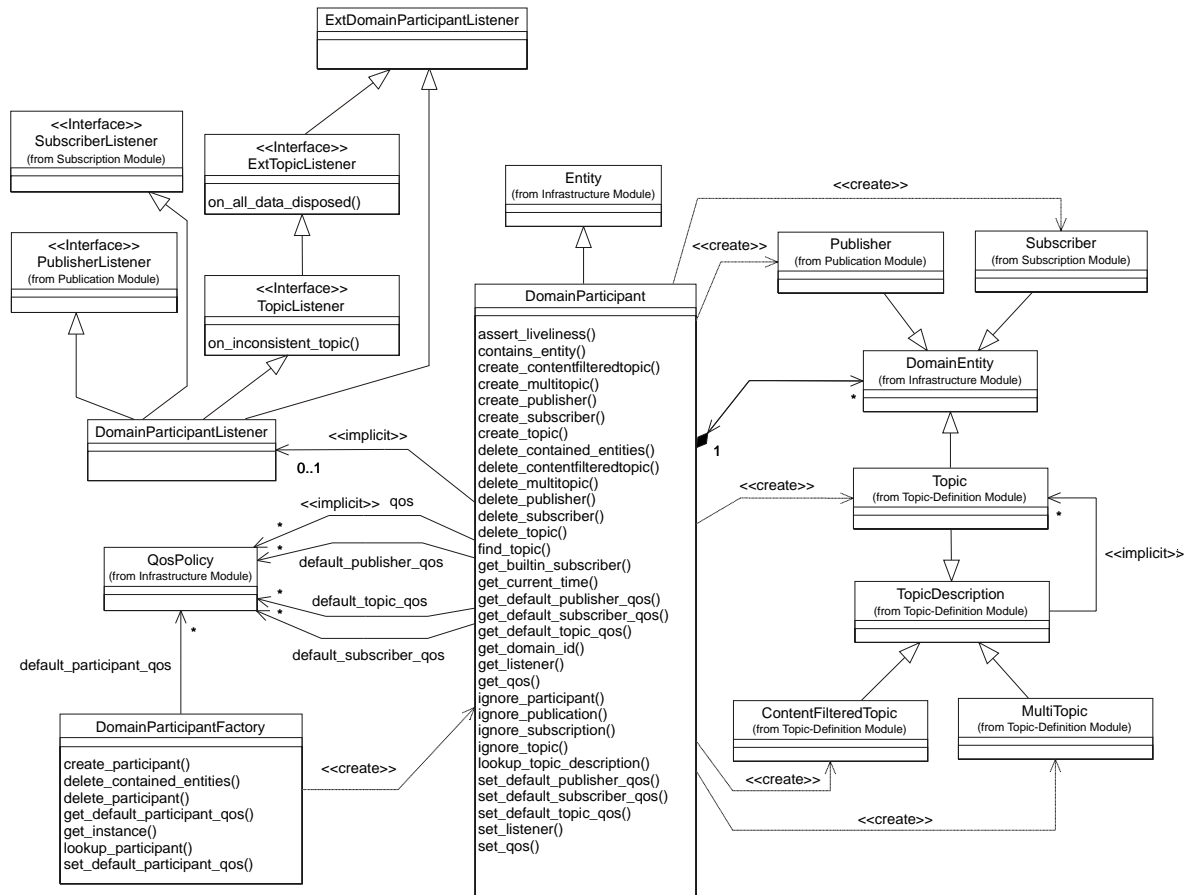 ExtDomainParticipantListener
<<Interface>>
SubscriberListener
(from Subscription Module)
<<Interface>>
ExtTopicListener
on_all_data_disposed()
<<Interface>>
PublisherListener
(from Publication Module)
<<Interface>>
TopicListener
on_inconsistent_topic()
DomainParticipantListener
<<implicit>>
0..1
<<implicit>>
qos
*
*
default_publisher_qos
QosPolicy
(from Infrastructure Module)
default_topic_qos
*
*
default_subscriber_qos
*
default_participant_qos
DomainParticipantFactory
create_participant()
delete_contained_entities()
delete_participant()
get_default_participant_qos()
get_instance()
lookup_participant()
set_default_participant_qos()
<<create>>
Entity
(from Infrastructure Module)
DomainParticipant
assert_liveliness()
contains_entity()
create_contentfilteredtopic()
create_multitopic()
create_publisher()
create_subscriber()
create_topic()
delete_contained_entities()
delete_contentfilteredtopic()
delete_multitopic()
delete_publisher()
delete_subscriber()
delete_topic()
find_topic()
get_builtin_subscriber()
get_current_time()
get_default_publisher_qos()
get_default_subscriber_qos()
get_default_topic_qos()
get_domain_id()
get_listener()
get_qos()
ignore_participant()
ignore_publication()
ignore_subscription()
ignore_topic()
lookup_topic_description()
set_default_publisher_qos()
set_default_subscriber_qos()
set_default_topic_qos()
set_listener()
set_qos()
<<create>>
<<create>>
Publisher
(from Publication Module)
Subscriber
(from Subscription Module)
DomainEntity
(from Infrastructure Module)
*
1
<<create>>
Topic
(from Topic-Definition Module)
*
<<implicit>>
TopicDescription
(from Topic-Definition Module)
ContentFilteredTopic
(from Topic-Definition Module)
MultiTopic
(from Topic-Definition Module)
<<create>>
<<create>>